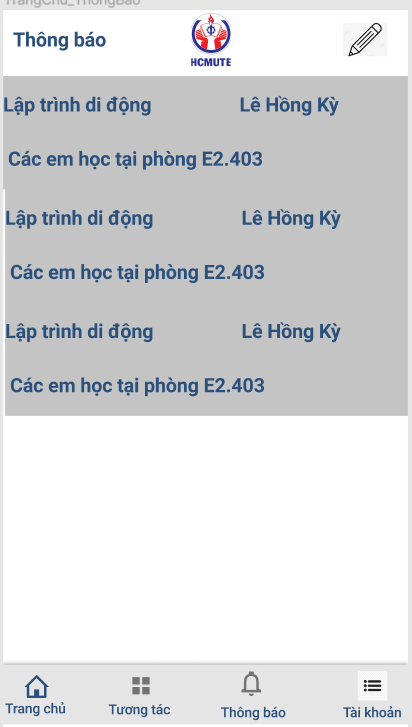 TrangChu_ThongBao
Thông báo
HCMUTE
Lập trình di động Lê Hồng Kỳ
Các em học tại phòng E2.403
Lập trình di động Lê Hồng Kỳ
Các em học tại phòng E2.403
Lập trình di động Lê Hồng Kỳ
Các em học tại phòng E2.403
Trang chủ Tương tác Thông báo Tài khoản